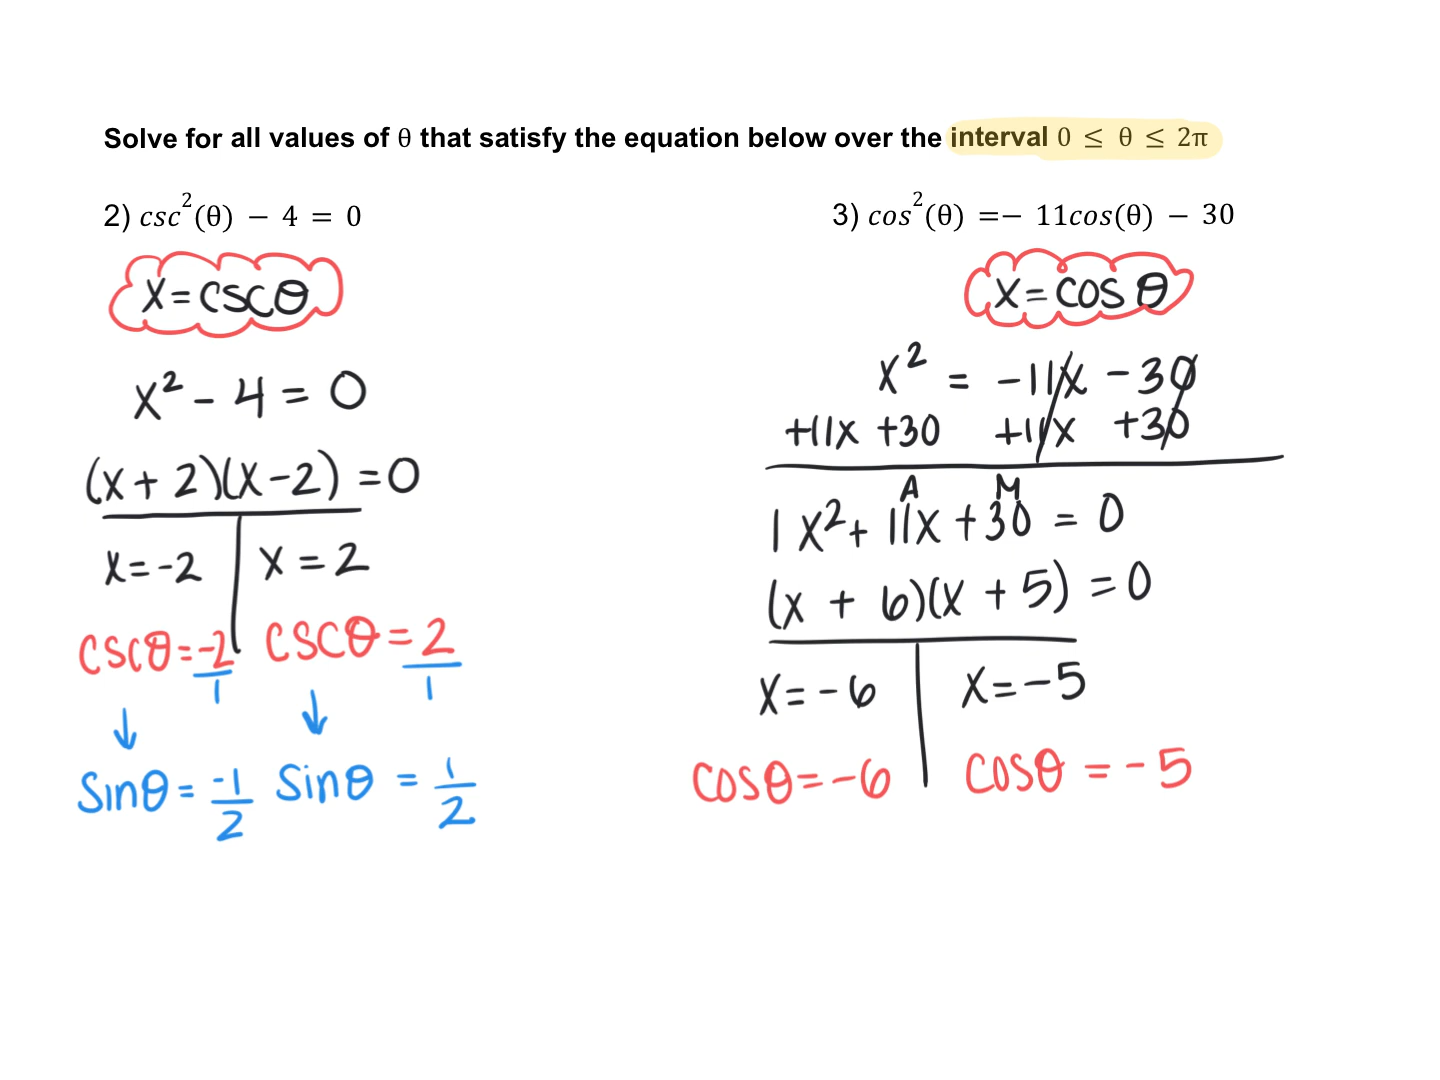 Solve for all values of θ that satisfy the equation below over the interval 0 ≤ θ ≤ 2π
2) csc²(θ) − 4 = 0
x = cscθ
x² - 4 = 0
(x + 2)(x - 2) = 0
x = -2 x = 2
cscθ = -2/1 cscθ = 2/1
↓ ↓
sinθ = -1/2 sinθ = 1/2
3) cos²(θ) =− 11cos(θ) − 30
x = cos θ
x² = -11x - 30
+11x +30 +11x +30
A M
1x² + 11x + 30 = 0
(x + 6)(x + 5) = 0
x = -6 x = -5
cosθ = -6 cosθ = -5